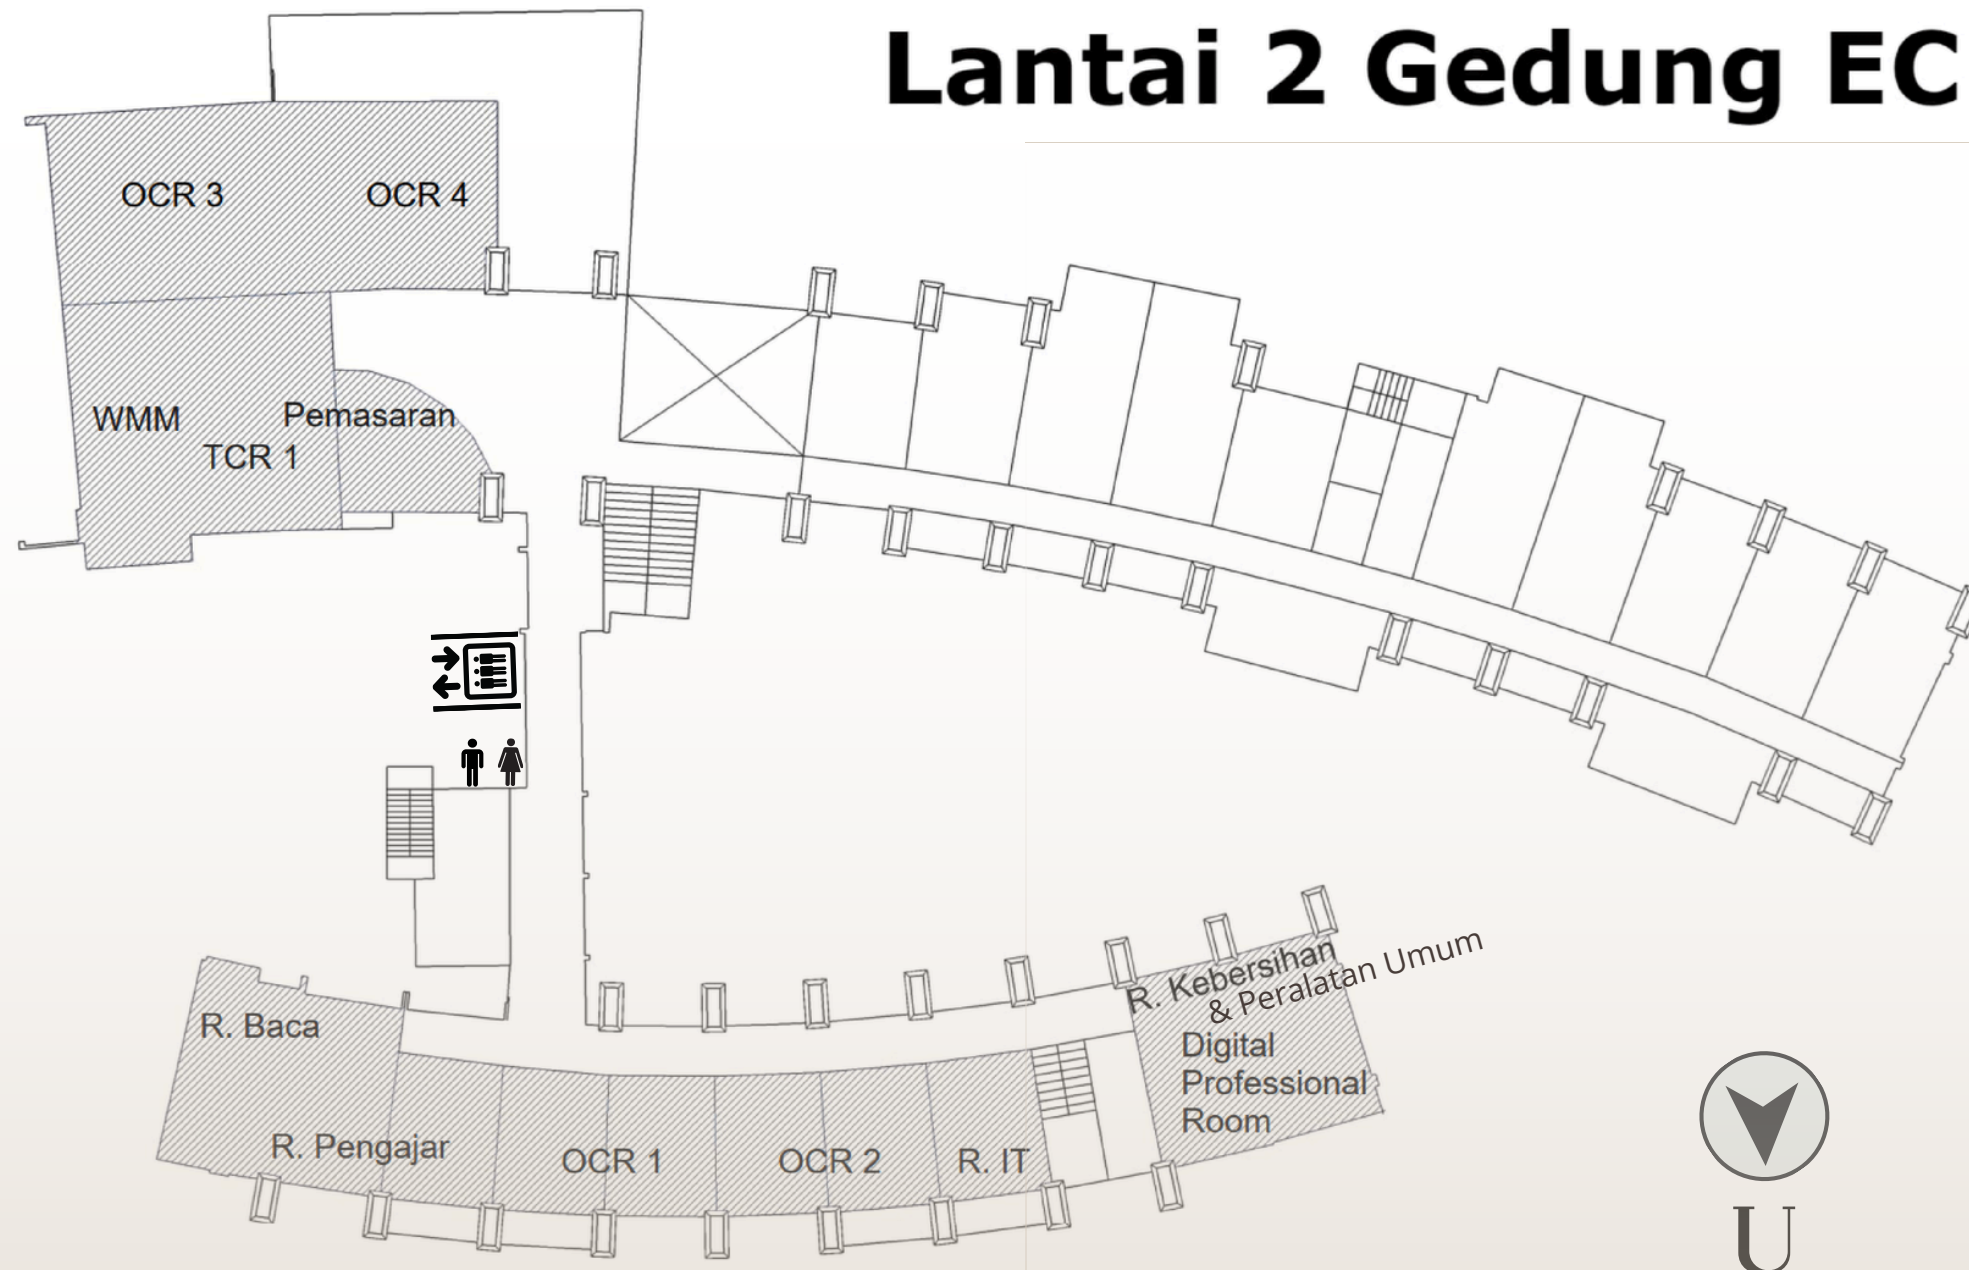 Lantai 2 Gedung EC
OCR 3
OCR 4
WMM
Pemasaran
TCR 1
R. Kebersihan
& Peralatan Umum
R. Baca
Digital
Professional
Room
R. Pengajar
OCR 1
OCR 2
R. IT
U